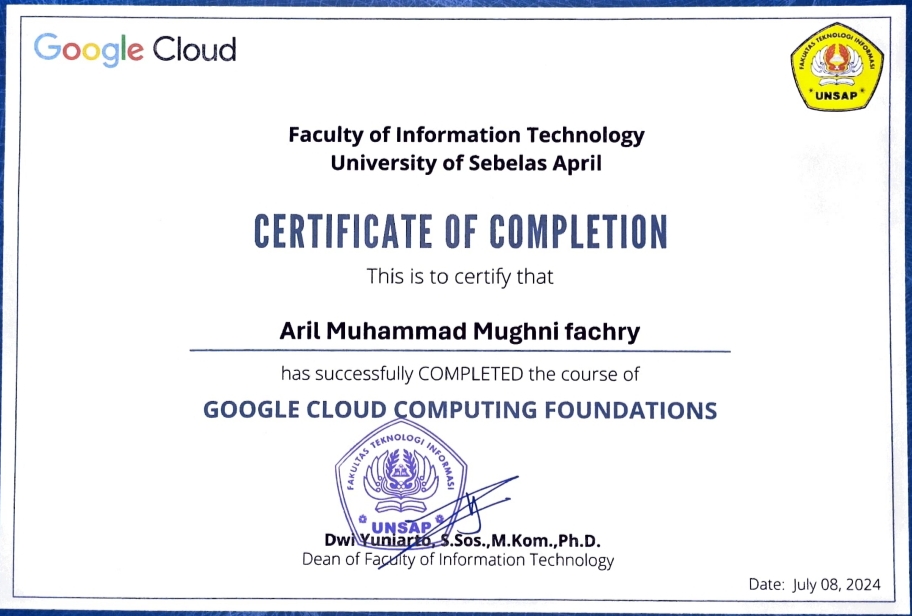 Google Cloud
FAKULTAS TEKNOLOGI INFORMASI
UNSAP
Faculty of Information Technology
University of Sebelas April
CERTIFICATE OF COMPLETION
This is to certify that
Aril Muhammad Mughni fachry
has successfully COMPLETED the course of
GOOGLE CLOUD COMPUTING FOUNDATIONS
FAKULTAS TEKNOLOGI INFORMASI
UNSAP
Dwi Yuniarto, S.Sos.,M.Kom.,Ph.D.
Dean of Faculty of Information Technology
Date: July 08, 2024